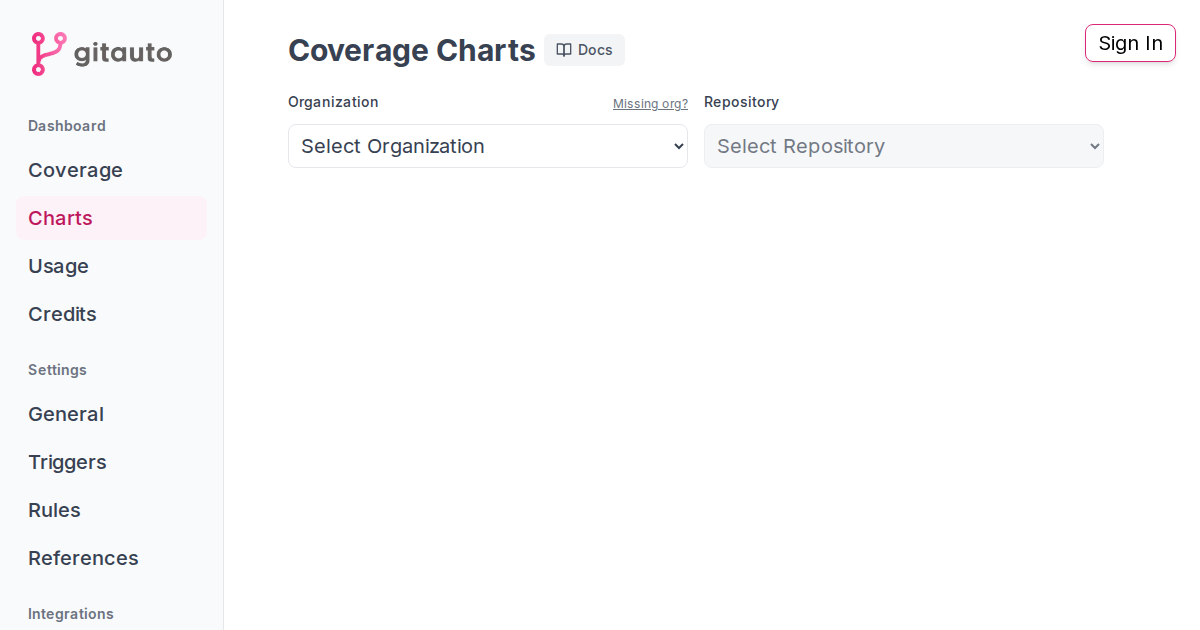 gitauto
Dashboard
Coverage
Charts
Usage
Credits
Settings
General
Triggers
Rules
References
Integrations
Coverage Charts
Docs
Sign In
Organization
Missing org?
Repository
Select Organization
Select Repository